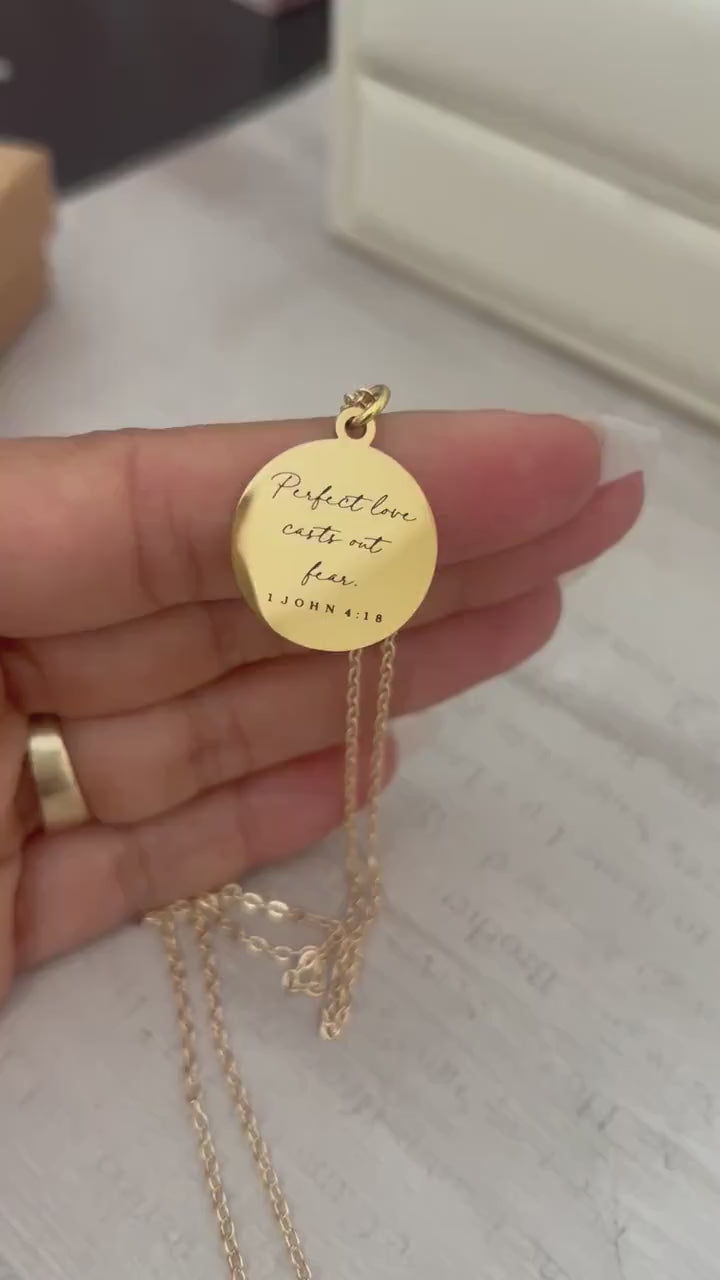 Perfect love
casts out
fear.
1 JOHN 4:18